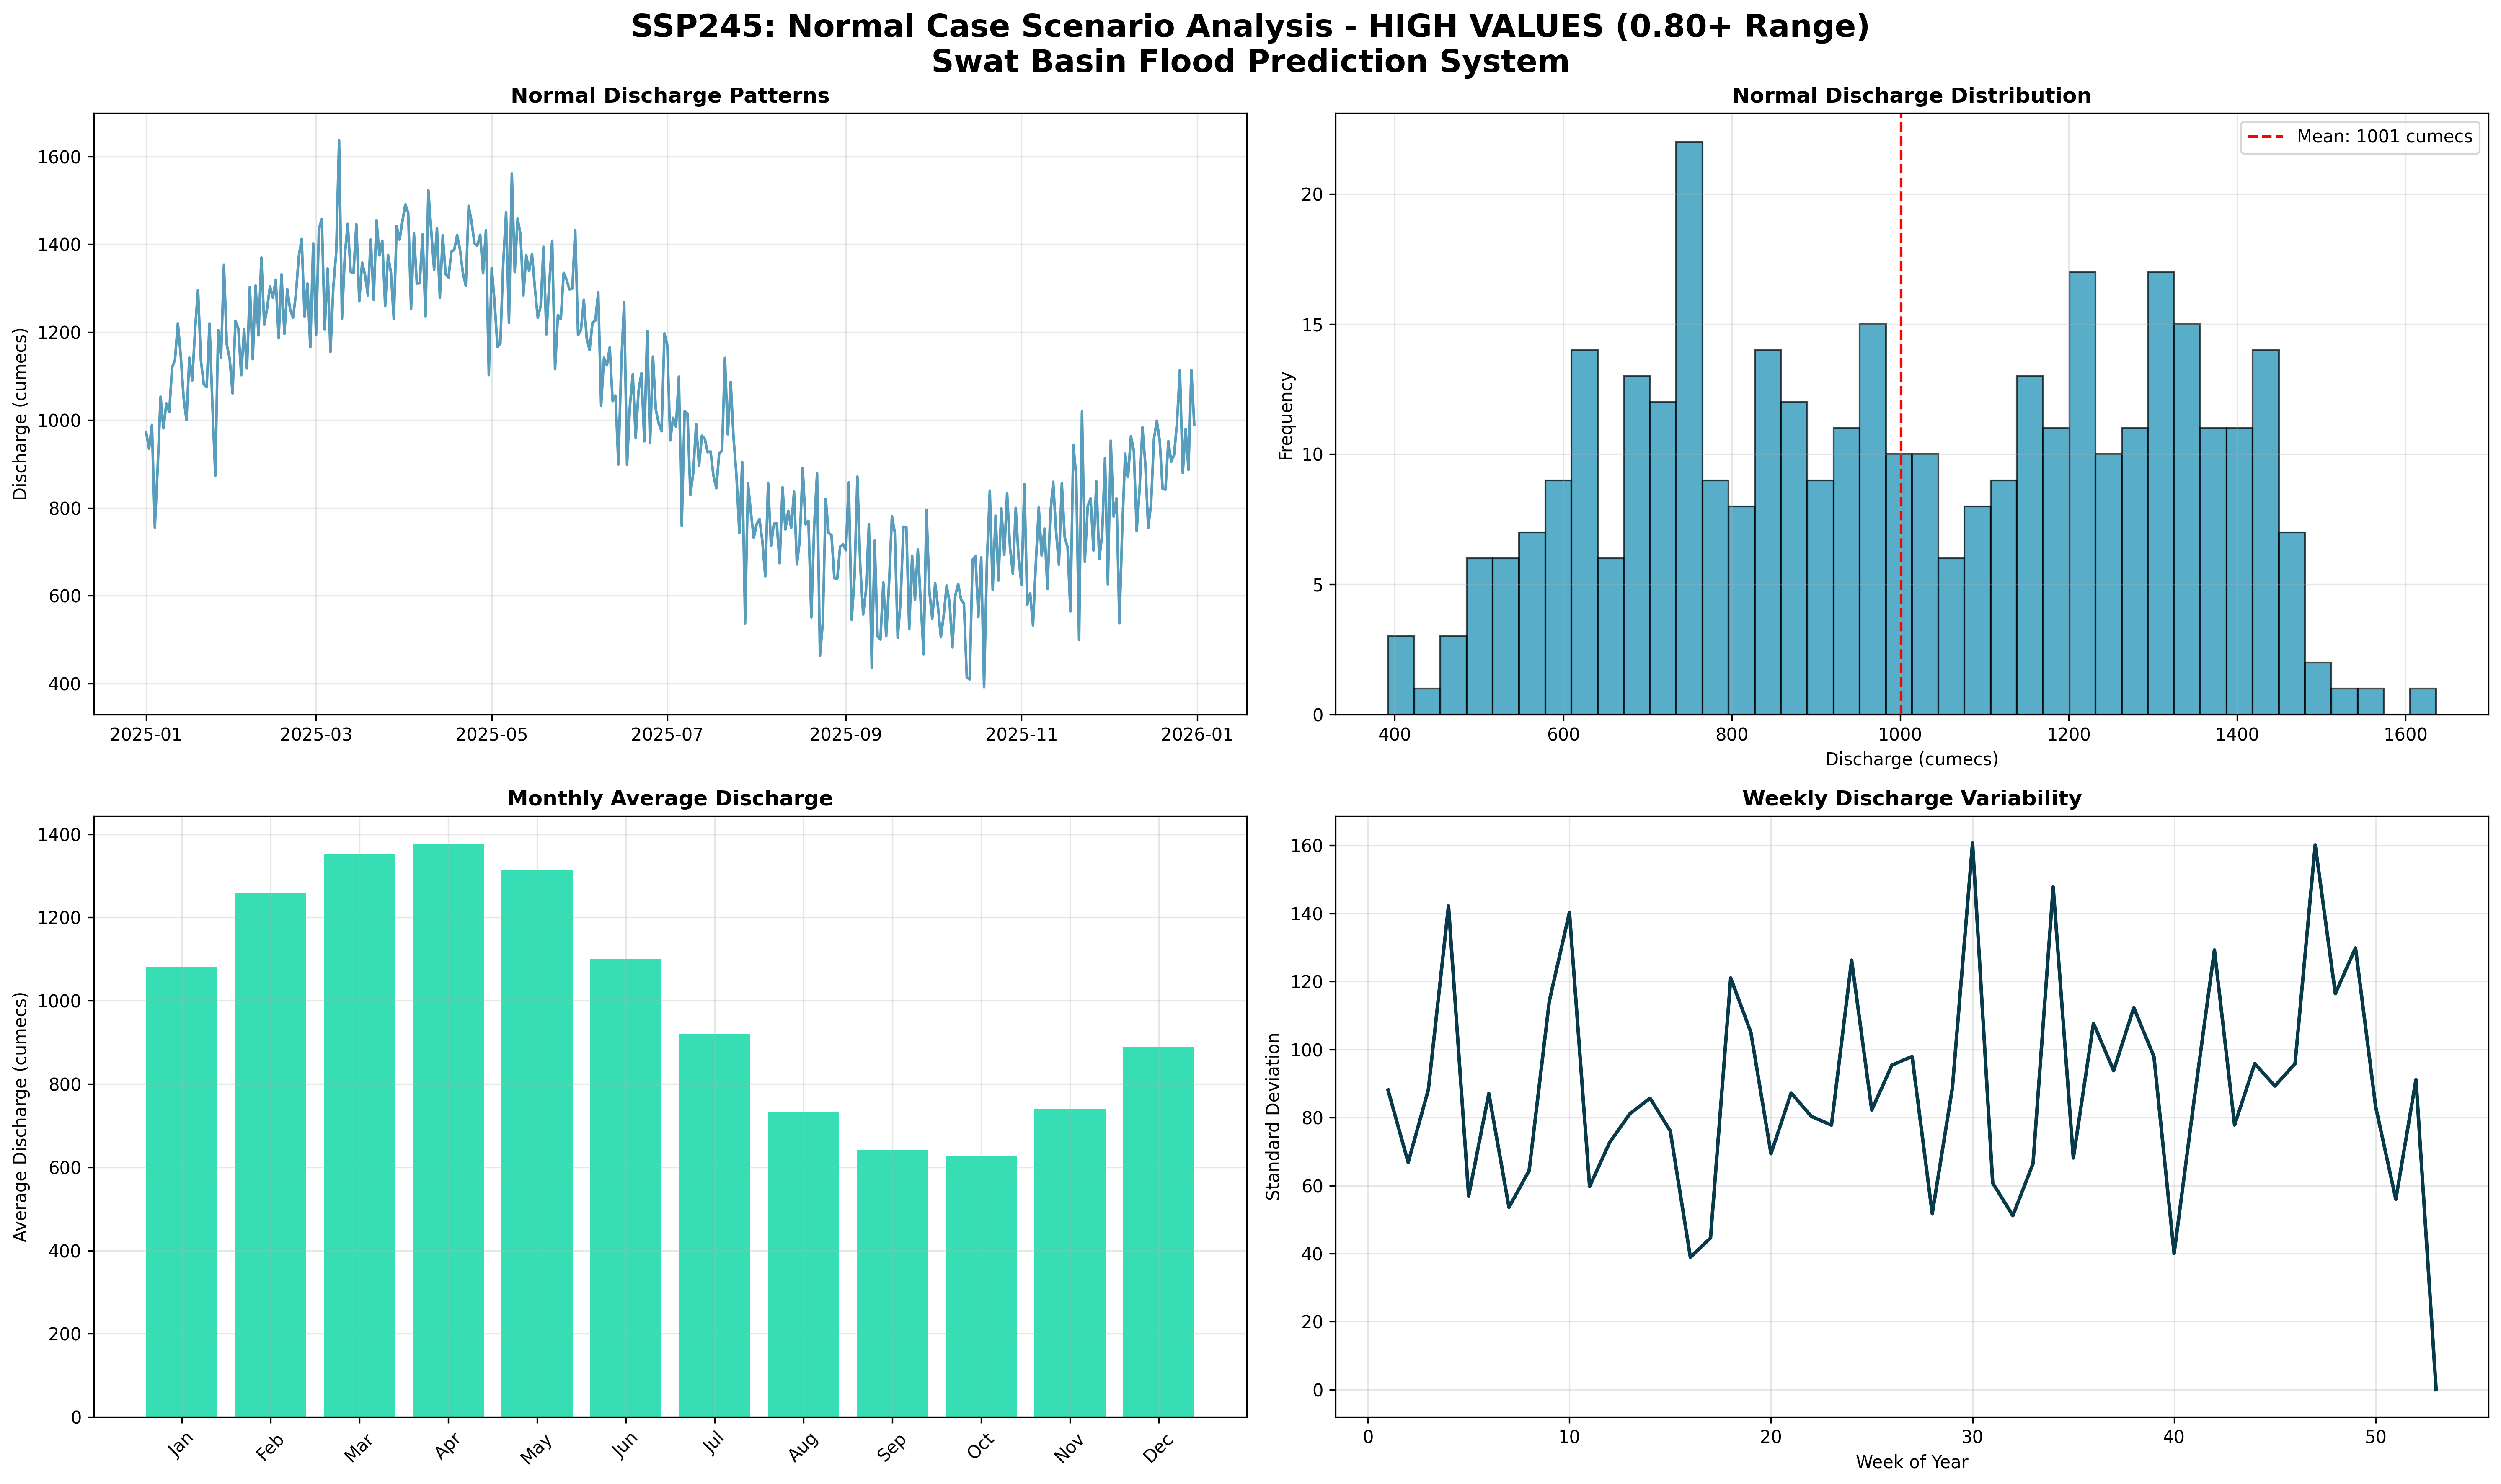 SSP245: Normal Case Scenario Analysis - HIGH VALUES (0.80+ Range)
Swat Basin Flood Prediction System
Normal Discharge Patterns
Discharge (cumecs)
1600
1400
1200
1000
800
600
400
2025-01 2025-03 2025-05 2025-07 2025-09 2025-11 2026-01
Normal Discharge Distribution
Mean: 1001 cumecs
Frequency
20
15
10
5
0
400 600 800 1000 1200 1400 1600
Discharge (cumecs)
Monthly Average Discharge
Average Discharge (cumecs)
1400
1200
1000
800
600
400
200
0
Jan Feb Mar Apr May Jun Jul Aug Sep Oct Nov Dec
Weekly Discharge Variability
Standard Deviation
160
140
120
100
80
60
40
20
0
0 10 20 30 40 50
Week of Year